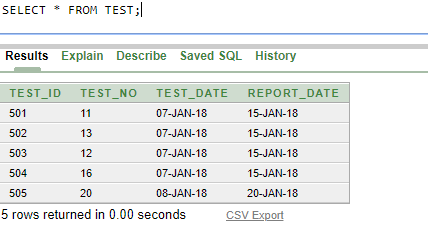 SELECT * FROM TEST;
Results Explain Describe Saved SQL History
TEST_ID TEST_NO TEST_DATE REPORT_DATE
501 11 07-JAN-18 15-JAN-18
502 13 07-JAN-18 15-JAN-18
503 12 07-JAN-18 15-JAN-18
504 16 07-JAN-18 15-JAN-18
505 20 08-JAN-18 20-JAN-18
5 rows returned in 0.00 seconds CSV Export